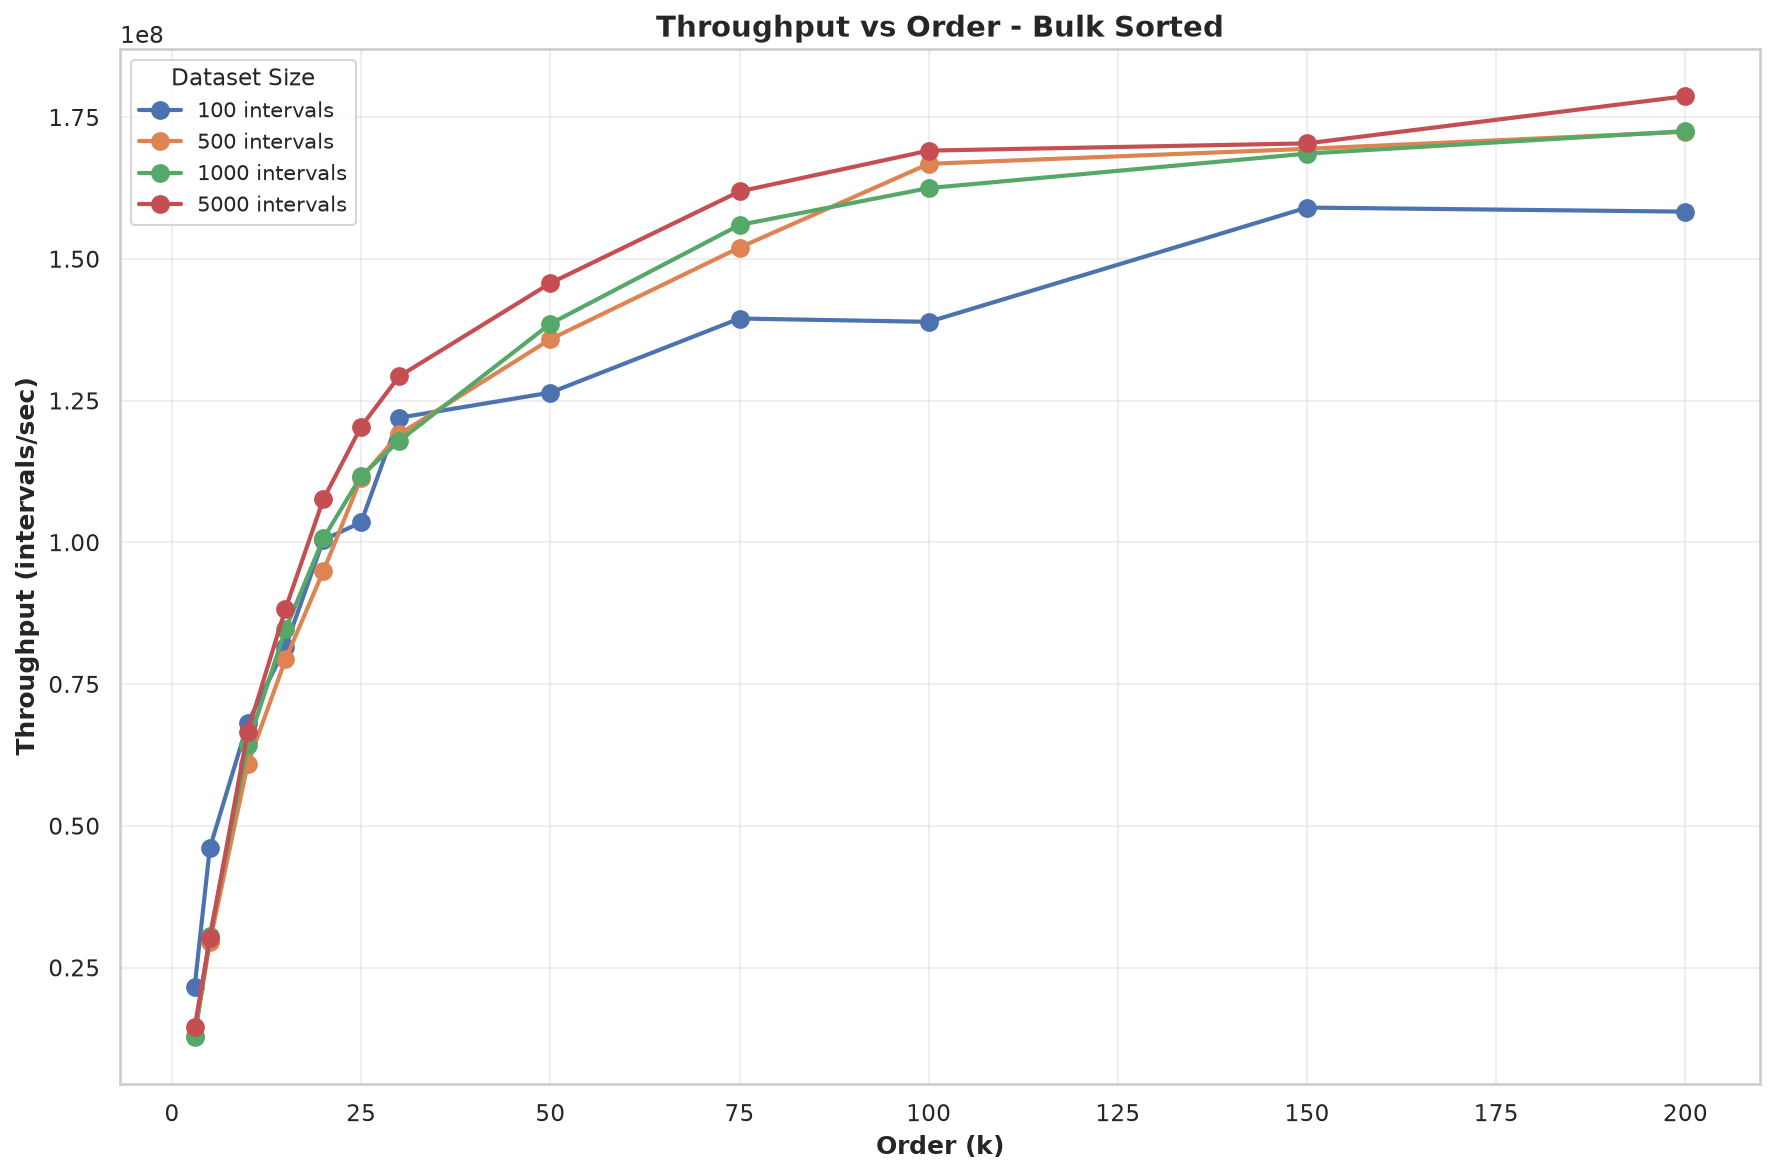 Throughput vs Order - Bulk Sorted
1e8
Dataset Size
100 intervals
500 intervals
1000 intervals
5000 intervals
1.75
1.50
1.25
1.00
0.75
0.50
0.25
Throughput (intervals/sec)
0 25 50 75 100 125 150 175 200
Order (k)